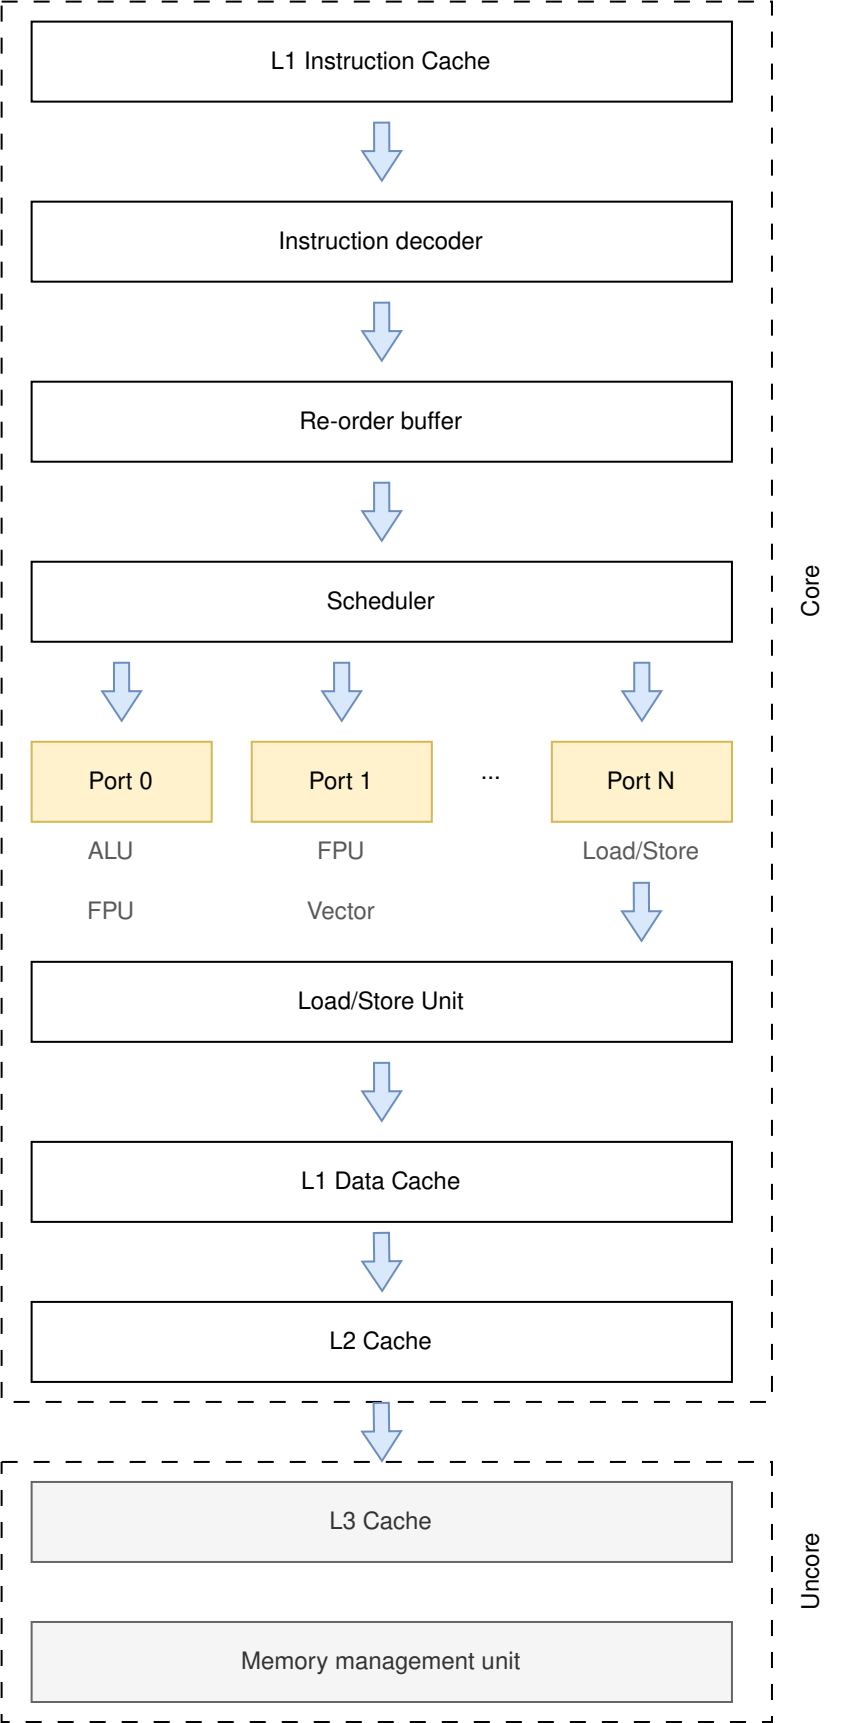 L1 Instruction Cache
Instruction decoder
Re-order buffer
Scheduler
Core
Port 0
Port 1
...
Port N
ALU
FPU
Load/Store
FPU
Vector
Load/Store Unit
L1 Data Cache
L2 Cache
L3 Cache
Uncore
Memory management unit